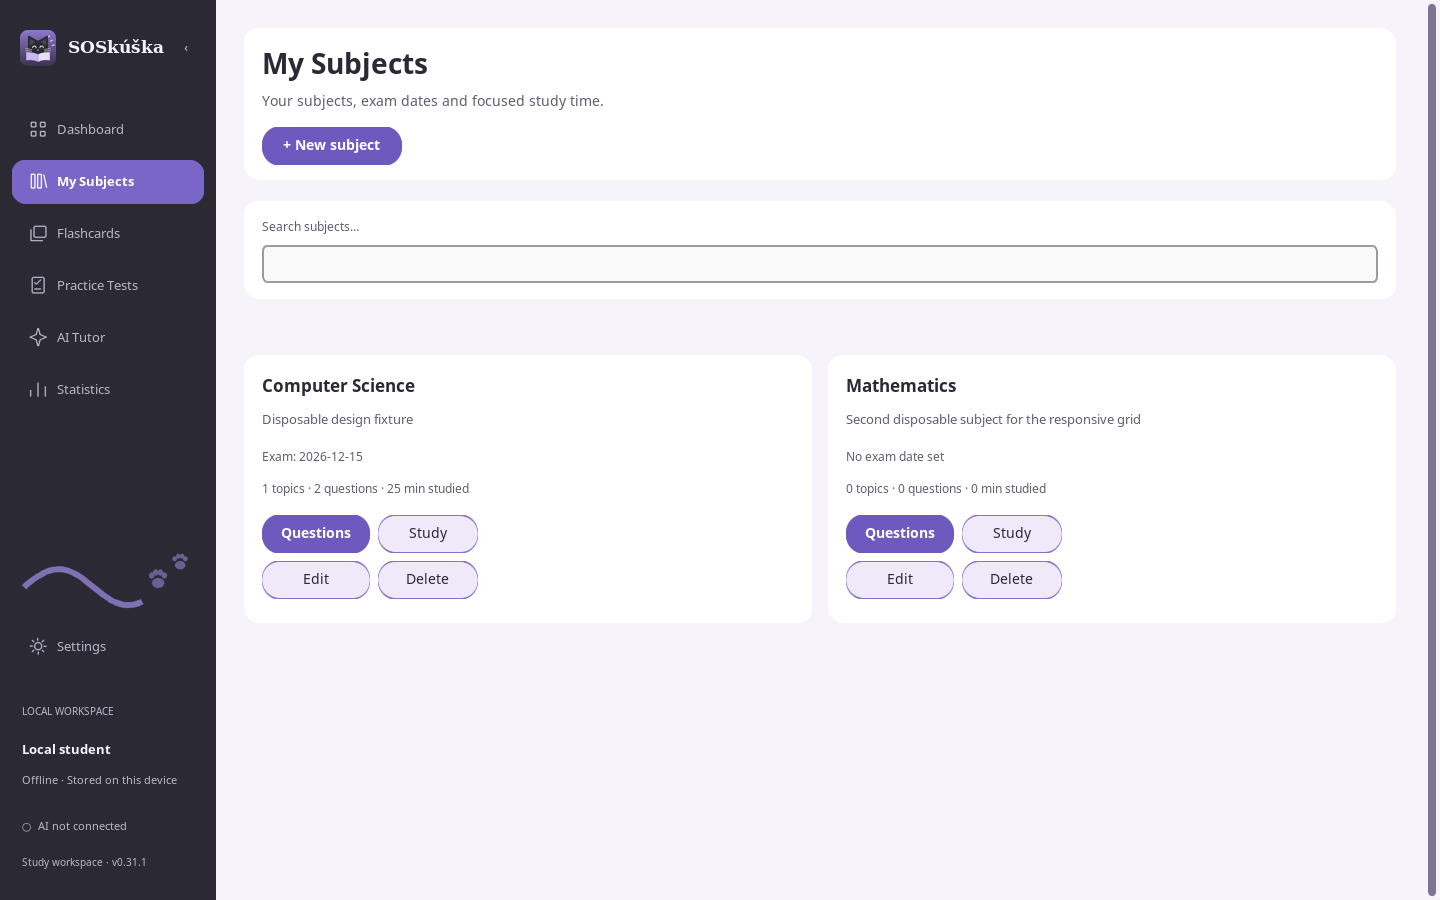 SOSkúška
Dashboard
My Subjects
Flashcards
Practice Tests
AI Tutor
Statistics
Settings
LOCAL WORKSPACE
Local student
Offline · Stored on this device
AI not connected
Study workspace · v0.31.1
My Subjects
Your subjects, exam dates and focused study time.
+ New subject
Search subjects...
Computer Science
Disposable design fixture
Exam: 2026-12-15
1 topics · 2 questions · 25 min studied
Questions Study
Edit Delete
Mathematics
Second disposable subject for the responsive grid
No exam date set
0 topics · 0 questions · 0 min studied
Questions Study
Edit Delete